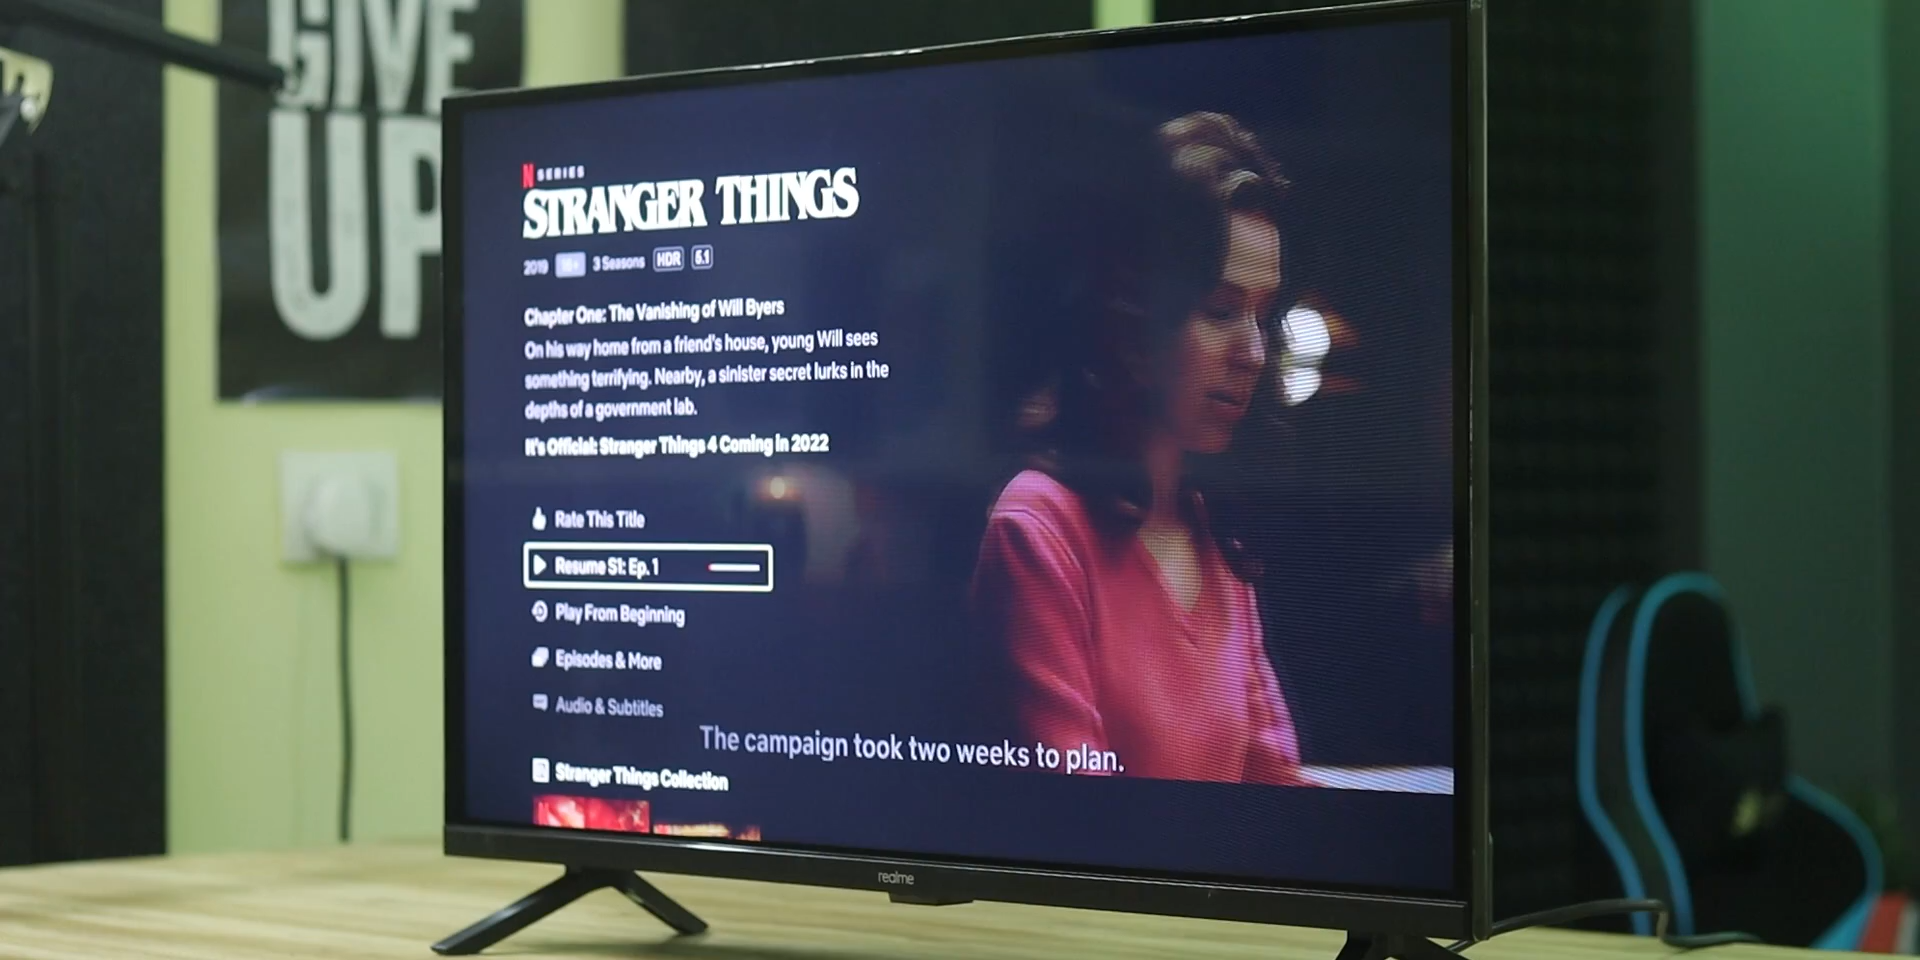 GIVE
UP
N SERIES
STRANGER THINGS
2019 16+ 3 Seasons HDR 5.1
Chapter One: The Vanishing of Will Byers
On his way home from a friend's house, young Will sees
something terrifying. Nearby, a sinister secret lurks in the
depths of a government lab.
It's Official: Stranger Things 4 Coming in 2022
Rate This Title
Resume S1: Ep. 1
Play From Beginning
Episodes & More
Audio & Subtitles
The campaign took two weeks to plan.
Stranger Things Collection
realme